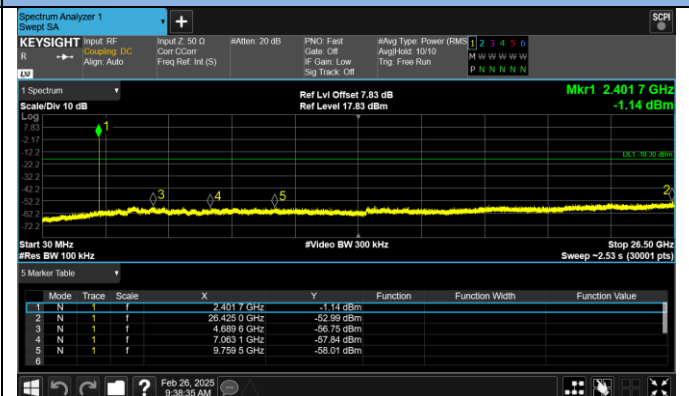 Spectrum Analyzer 1
Swept SA
+
SCPI
KEYSIGHT Input: RF Input Z: 50 Ω #Atten: 20 dB PNO: Fast #Avg Type: Power (RMS) 1 2 3 4 5 6
R Coupling: DC Corr CCorr Gate: Off Avg|Hold: 10/10 M W W W W W
Align: Auto Freq Ref: Int (S) IF Gain: Low Trig: Free Run
LXI Sig Track: Off P N N N N N
1 Spectrum Ref Lvl Offset 7.83 dB Mkr1 2.401 7 GHz
Scale/Div 10 dB Ref Level 17.83 dBm -1.14 dBm
Log
7.83
-2.17
-12.2
-22.2
-32.2
-42.2
-52.2
-62.2
-72.2
1
3
4
5
2
Start 30 MHz #Video BW 300 kHz Stop 26.50 GHz
#Res BW 100 kHz Sweep ~2.53 s (30001 pts)
5 Marker Table
Mode Trace Scale X Y Function Function Width Function Value
1 N 1 f 2.401 7 GHz -1.14 dBm
2 N 1 f 26.425 0 GHz -52.99 dBm
3 N 1 f 4.689 6 GHz -56.75 dBm
4 N 1 f 7.063 1 GHz -57.84 dBm
5 N 1 f 9.759 5 GHz -58.01 dBm
6
?
Feb 26, 2025
9:38:35 AM